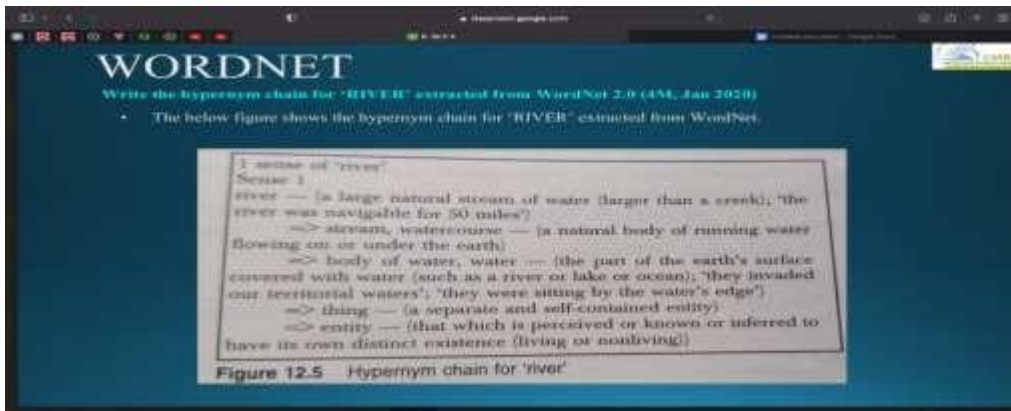 classroom.google.com
WORDNET
Write the hypernym chain for ‘RIVER’ extracted from WordNet 2.0 (4M, Jan 2020)
• The below figure shows the hypernym chain for ‘RIVER’ extracted from WordNet.
1 sense of 'river'
Sense 1
river — (a large natural stream of water (larger than a creek); 'the
river was navigable for 50 miles')
=> stream, watercourse — (a natural body of running water
flowing on or under the earth)
=> body of water, water — (the part of the earth's surface
covered with water (such as a river or lake or ocean); 'they invaded
our territorial waters'; 'they were sitting by the water's edge')
=> thing — (a separate and self-contained entity)
=> entity — (that which is perceived or known or inferred to
have its own distinct existence (living or nonliving))
Figure 12.5 Hypernym chain for 'river'